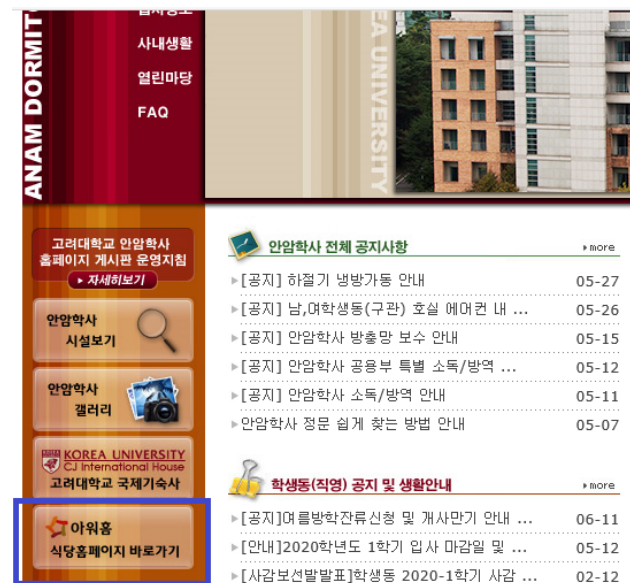 ANAM DORMIT
사내생활
열린마당
FAQ
EA UNIVERSITY
고려대학교 안암학사
홈페이지 게시판 운영지침
▸ 자세히보기
안암학사
시설보기
안암학사
갤러리
KOREA UNIVERSITY
CJ International House
고려대학교 국제기숙사
아워홈
식당홈페이지 바로가기
안암학사 전체 공지사항
▸more
▸[공지] 하절기 냉방가동 안내 05-27
▸[공지] 남,여학생동(구관) 호실 에어컨 내 ... 05-26
▸[공지] 안암학사 방충망 보수 안내 05-15
▸[공지] 안암학사 공용부 특별 소독/방역 ... 05-12
▸[공지] 안암학사 소독/방역 안내 05-11
▸안암학사 정문 쉽게 찾는 방법 안내 05-07
학생동(직영) 공지 및 생활안내
▸more
▸[공지]여름방학잔류신청 및 개사만기 안내 ... 06-11
▸[안내]2020학년도 1학기 입사 마감일 및 ... 05-12
▸[사감보선발발표]학생동 2020-1학기 사감 ... 02-12